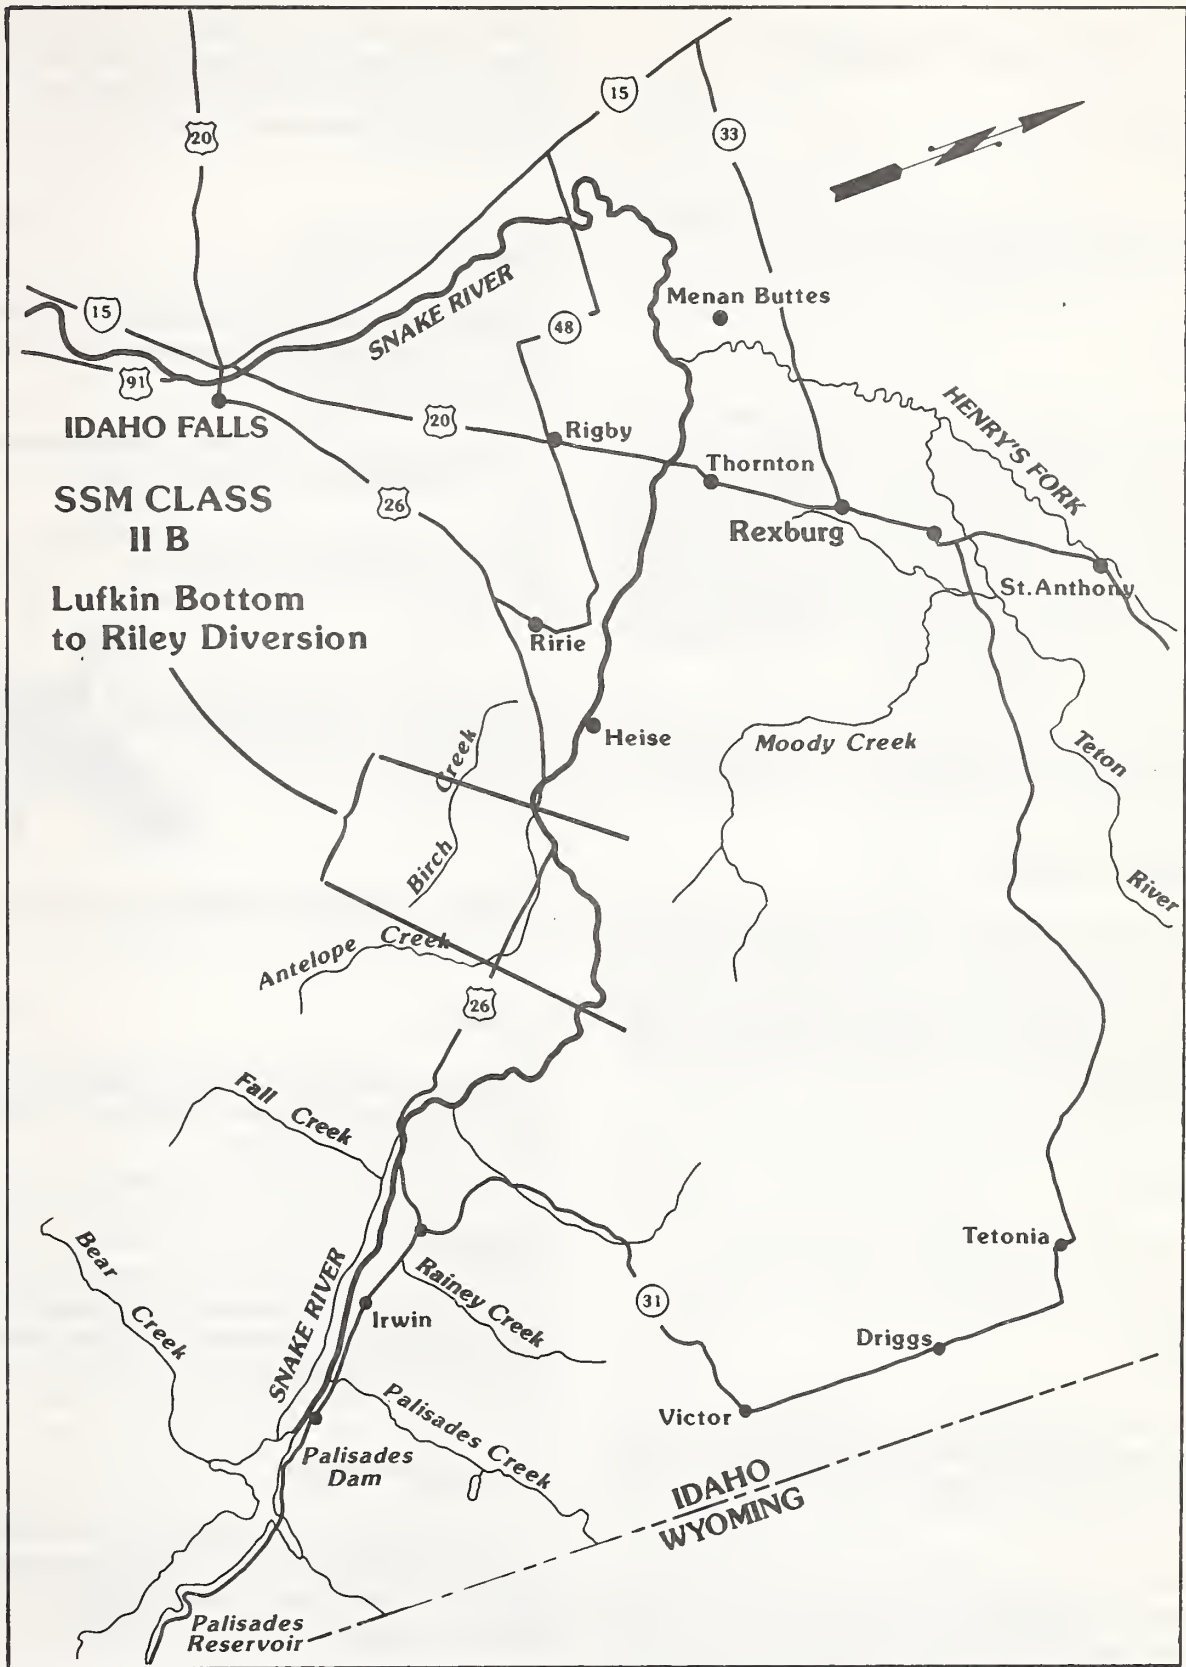 15
20
33
SNAKE RIVER
Menan Buttes
15
48
91
IDAHO FALLS
20
Rigby
HENRY'S FORK
Thornton
SSM CLASS
II B
26
Rexburg
Lufkin Bottom
to Riley Diversion
St. Anthony
Ririe
Heise
Birch Creek
Moody Creek
Teton River
Antelope Creek
26
Fall Creek
Bear Creek
SNAKE RIVER
Rainey Creek
Tetonia
Irwin
31
Driggs
Palisades Creek
Victor
Palisades
Dam
IDAHO
WYOMING
Palisades
Reservoir